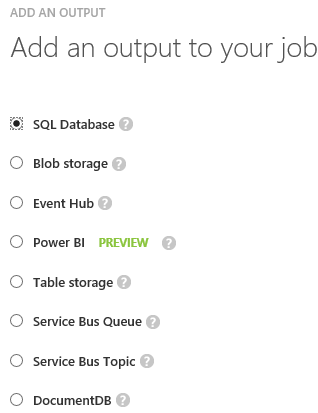 ADD AN OUTPUT
Add an output to your job
SQL Database ?
Blob storage ?
Event Hub ?
Power BI PREVIEW ?
Table storage ?
Service Bus Queue ?
Service Bus Topic ?
DocumentDB ?